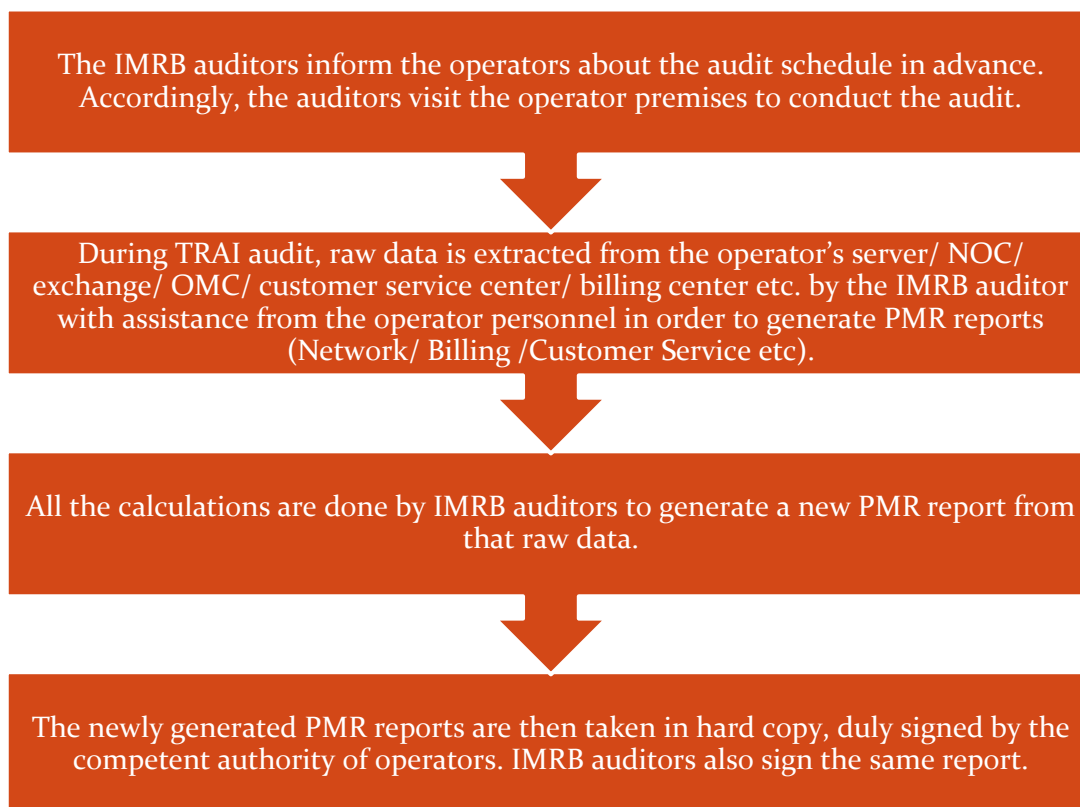 The IMRB auditors inform the operators about the audit schedule in advance.
Accordingly, the auditors visit the operator premises to conduct the audit.
During TRAI audit, raw data is extracted from the operator’s server/ NOC/
exchange/ OMC/ customer service center/ billing center etc. by the IMRB auditor
with assistance from the operator personnel in order to generate PMR reports
(Network/ Billing /Customer Service etc).
All the calculations are done by IMRB auditors to generate a new PMR report from
that raw data.
The newly generated PMR reports are then taken in hard copy, duly signed by the
competent authority of operators. IMRB auditors also sign the same report.